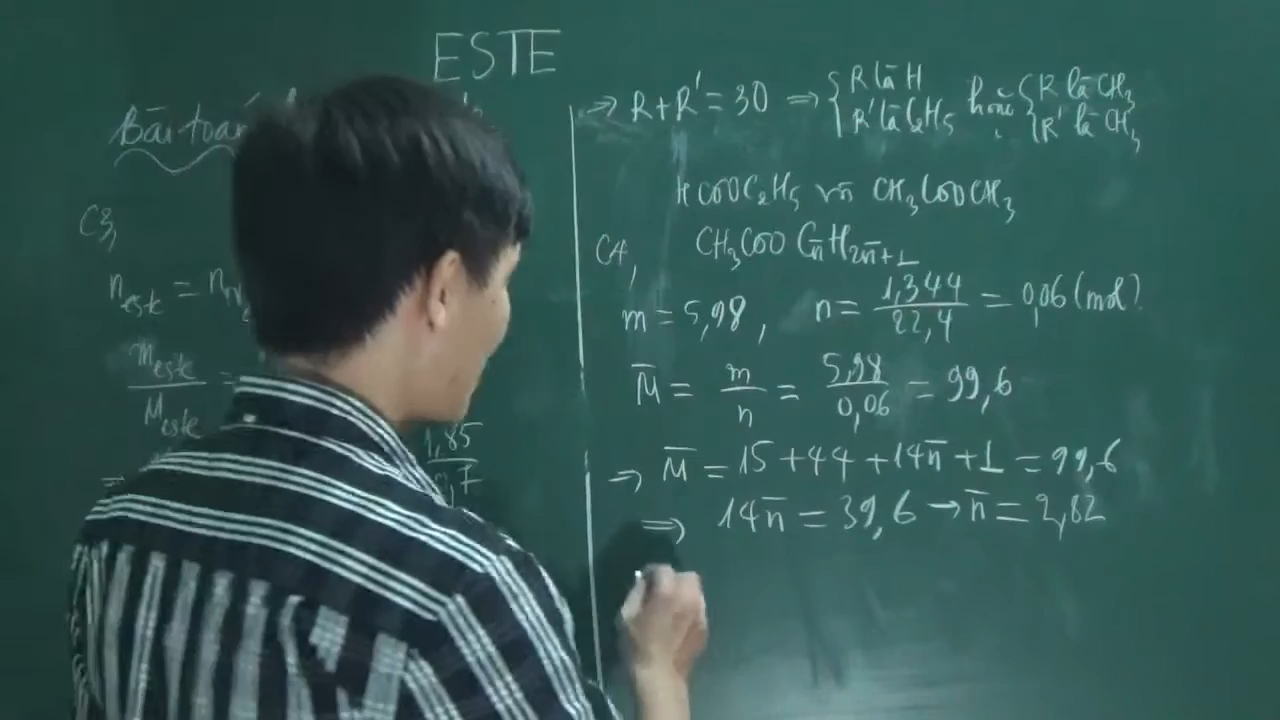 ESTE
Bài toán
C3,
n este = n
m este / M este =
1,85
=
=> R + R' = 30 => { R là H hoặc { R là CH3
{ R' là C2H5 { R' là CH3
HCOOC2H5 và CH3COOCH3
C4, CH3COO Cn̄H2n̄+1
m = 5,98, n = 1,344 / 22,4 = 0,06 (mol)
M̄ = m / n = 5,98 / 0,06 = 99,6
=> M̄ = 15 + 44 + 14n̄ + 1 = 99,6
=> 14n̄ = 39,6 → n̄ = 2,82